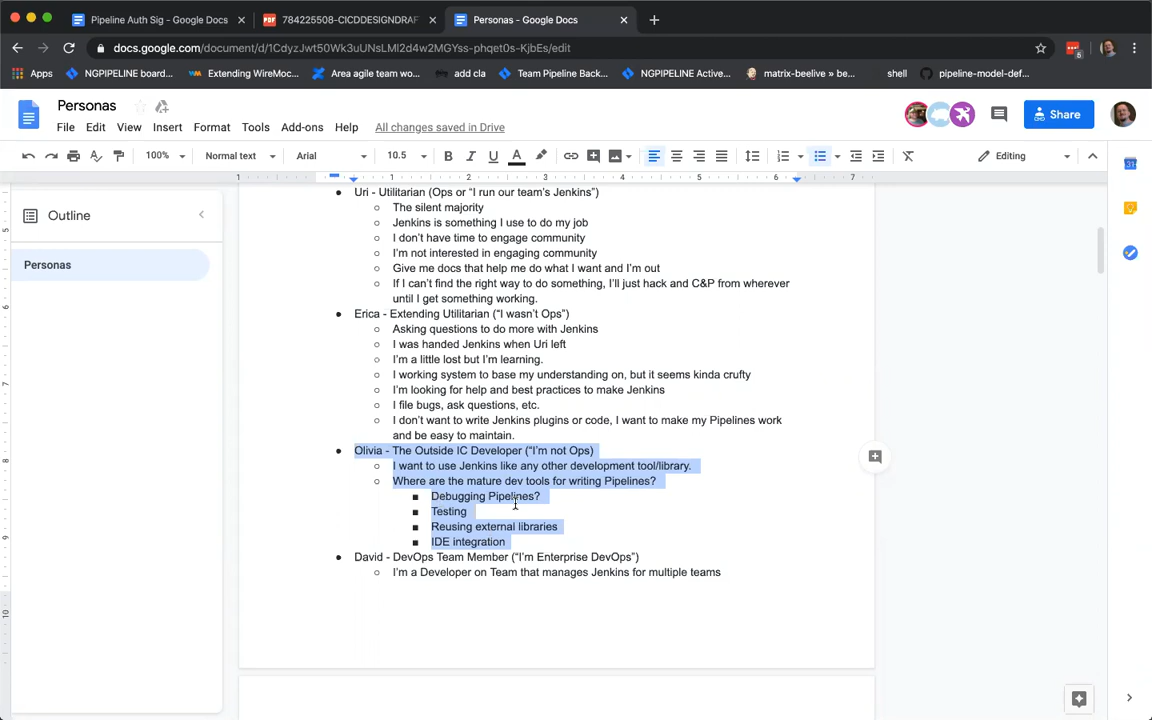 Pipeline Auth Sig - Google Docs
784225508-CICDDESIGNDRAF
Personas - Google Docs
docs.google.com/document/d/1CdyzJwt50Wk3uUNsLMl2d4w2MGYss-phqet0s-KjbEs/edit
Apps
NGPIPELINE board...
Extending WireMoc...
Area agile team wo...
add cla
Team Pipeline Back...
NGPIPELINE Active...
matrix-beelive » be...
shell
pipeline-model-def...
Personas
File Edit View Insert Format Tools Add-ons Help All changes saved in Drive
Share
100% Normal text Arial 10.5 B I U A Editing
1 1 2 3 4 5 6 7
Outline
Personas
Uri - Utilitarian (Ops or “I run our team’s Jenkins”)
The silent majority
Jenkins is something I use to do my job
I don’t have time to engage community
I’m not interested in engaging community
Give me docs that help me do what I want and I’m out
If I can’t find the right way to do something, I’ll just hack and C&P from wherever
until I get something working.
Erica - Extending Utilitarian (“I wasn’t Ops”)
Asking questions to do more with Jenkins
I was handed Jenkins when Uri left
I’m a little lost but I’m learning.
I working system to base my understanding on, but it seems kinda crufty
I’m looking for help and best practices to make Jenkins
I file bugs, ask questions, etc.
I don’t want to write Jenkins plugins or code, I want to make my Pipelines work
and be easy to maintain.
Olivia - The Outside IC Developer (“I’m not Ops)
I want to use Jenkins like any other development tool/library.
Where are the mature dev tools for writing Pipelines?
Debugging Pipelines?
Testing
Reusing external libraries
IDE integration
David - DevOps Team Member (“I’m Enterprise DevOps”)
I’m a Developer on Team that manages Jenkins for multiple teams